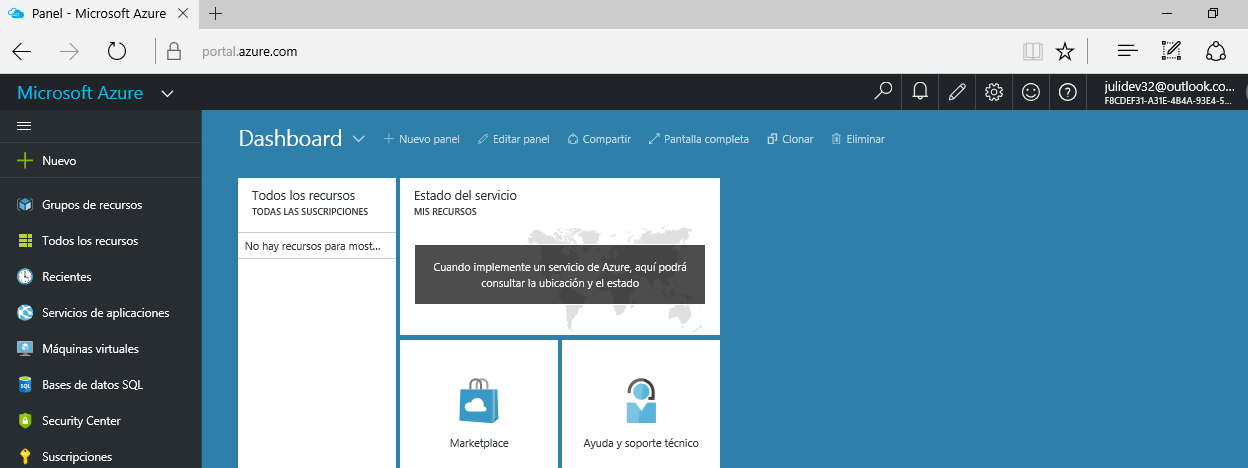 Panel - Microsoft Azure
portal.azure.com
Microsoft Azure
julidev32@outlook.co...
F8CDEF31-A31E-4B4A-93E4-5...
Dashboard
Nuevo panel
Editar panel
Compartir
Pantalla completa
Clonar
Eliminar
Nuevo
Grupos de recursos
Todos los recursos
Recientes
Servicios de aplicaciones
Máquinas virtuales
Bases de datos SQL
Security Center
Suscripciones
Todos los recursos
TODAS LAS SUSCRIPCIONES
No hay recursos para most...
Estado del servicio
MIS RECURSOS
Cuando implemente un servicio de Azure, aquí podrá
consultar la ubicación y el estado
Marketplace
Ayuda y soporte técnico